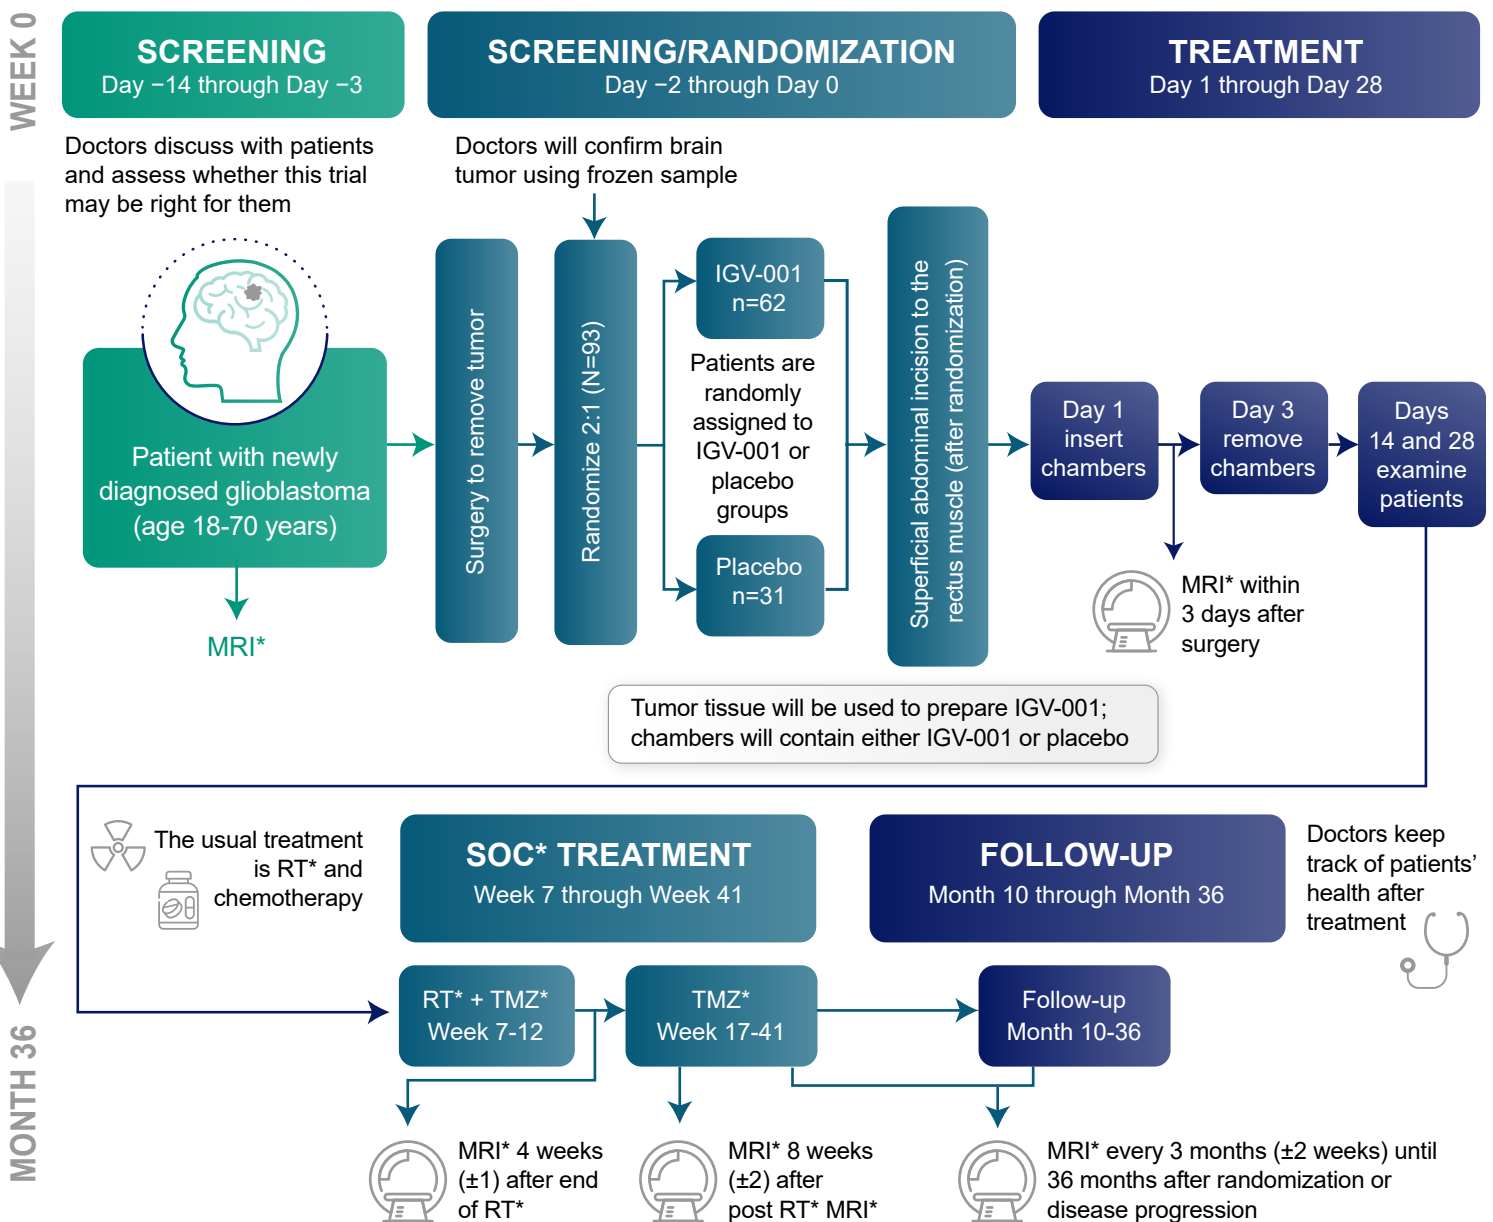 WEEK 0
SCREENING
Day −14 through Day −3
SCREENING/RANDOMIZATION
Day −2 through Day 0
TREATMENT
Day 1 through Day 28
Doctors discuss with patients
and assess whether this trial
may be right for them
Doctors will confirm brain
tumor using frozen sample
Patient with newly
diagnosed glioblastoma
(age 18-70 years)
MRI*
Surgery to remove tumor
Randomize 2:1 (N=93)
IGV-001
n=62
Patients are
randomly
assigned to
IGV-001 or
placebo
groups
Placebo
n=31
Superficial abdominal incision to the
rectus muscle (after randomization)
Day 1
insert
chambers
Day 3
remove
chambers
Days
14 and 28
examine
patients
MRI* within
3 days after
surgery
Tumor tissue will be used to prepare IGV-001;
chambers will contain either IGV-001 or placebo
The usual treatment
is RT* and
chemotherapy
SOC* TREATMENT
Week 7 through Week 41
FOLLOW-UP
Month 10 through Month 36
Doctors keep
track of patients’
health after
treatment
RT* + TMZ*
Week 7-12
TMZ*
Week 17-41
Follow-up
Month 10-36
MRI* 4 weeks
(±1) after end
of RT*
MRI* 8 weeks
(±2) after
post RT* MRI*
MRI* every 3 months (±2 weeks) until
36 months after randomization or
disease progression
MONTH 36